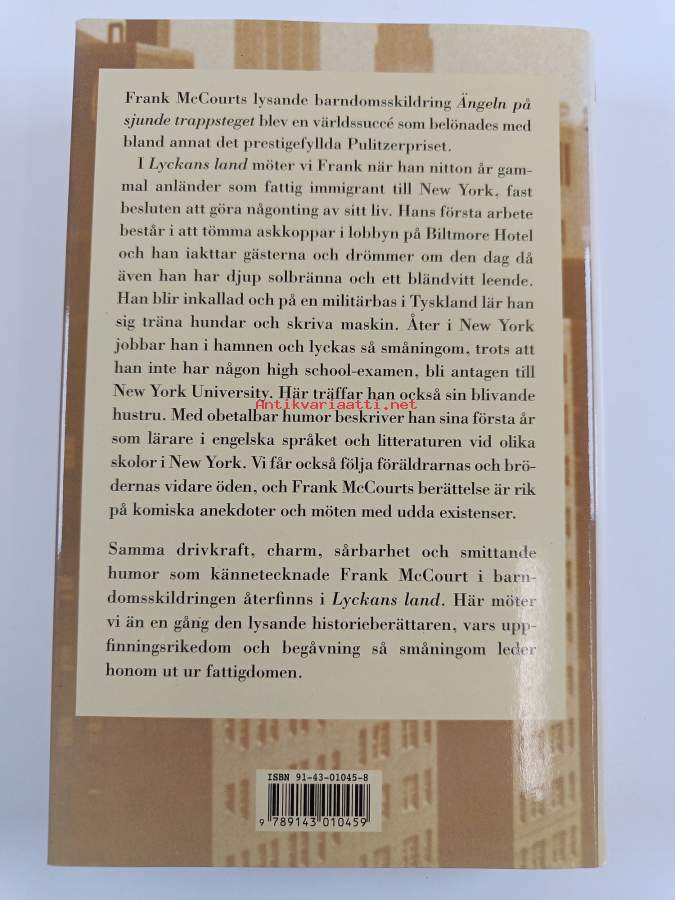 Frank McCourts lysande barndomsskildring Ängeln på
sjunde trappsteget blev en världssuccé som belönades med
bland annat det prestigefyllda Pulitzerpriset.
I Lyckans land möter vi Frank när han nitton år gam-
mal anländer som fattig immigrant till New York, fast
besluten att göra någonting av sitt liv. Hans första arbete
består i att tömma askkoppar i lobbyn på Biltmore Hotel
och han iakttar gästerna och drömmer om den dag då
även han har djup solbränna och ett bländvitt leende.
Han blir inkallad och på en militärbas i Tyskland lär han
sig träna hundar och skriva maskin. Åter i New York
jobbar han i hamnen och lyckas så småningom, trots att
han inte har någon high school-examen, bli antagen till
New York University. Här träffar han också sin blivande
Antikvariaatti.net
hustru. Med obetalbar humor beskriver han sina första år
som lärare i engelska språket och litteraturen vid olika
skolor i New York. Vi får också följa föräldrarnas och brö-
dernas vidare öden, och Frank McCourts berättelse är rik
på komiska anekdoter och möten med udda existenser.
Samma drivkraft, charm, sårbarhet och smittande
humor som kännetecknade Frank McCourt i barn-
domsskildringen återfinns i Lyckans land. Här möter
vi än en gång den lysande historieberättaren, vars upp-
finningsrikedom och begåvning så småningom leder
honom ut ur fattigdomen.
ISBN 91-43-01045-8
9 789143 010459